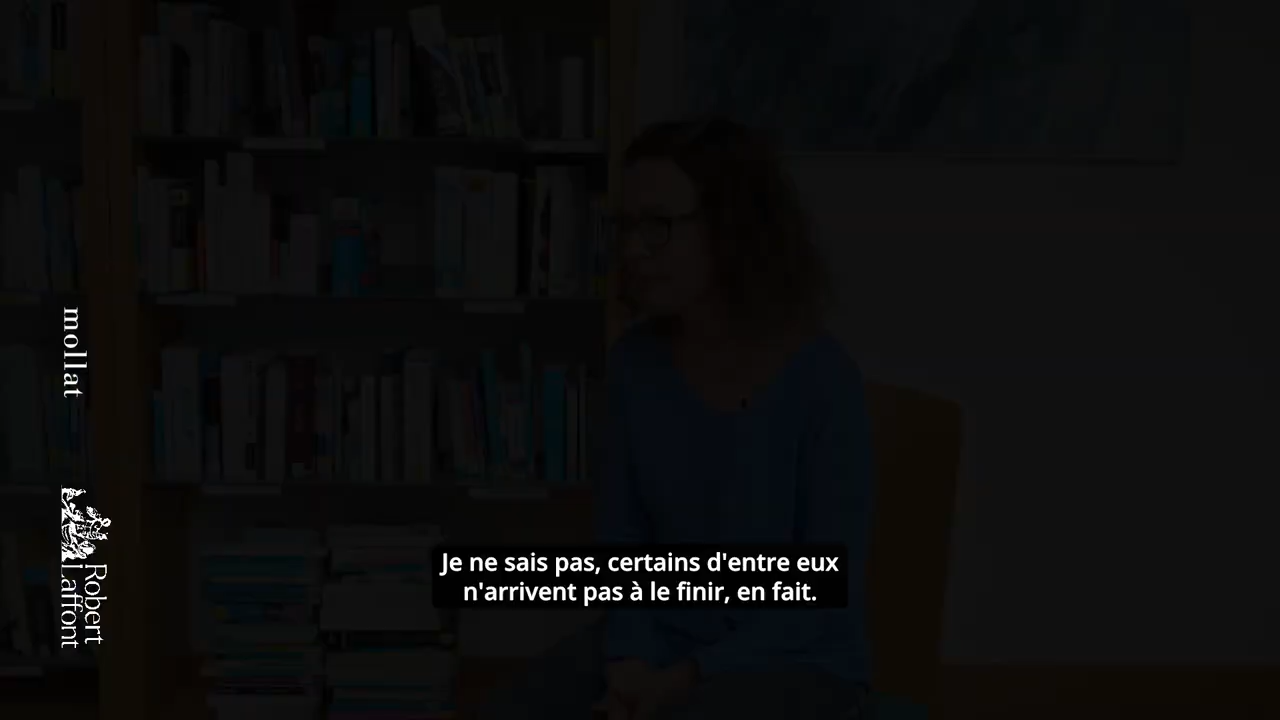 mollat
Robert
Laffont
Je ne sais pas, certains d'entre eux
n'arrivent pas à le finir, en fait.